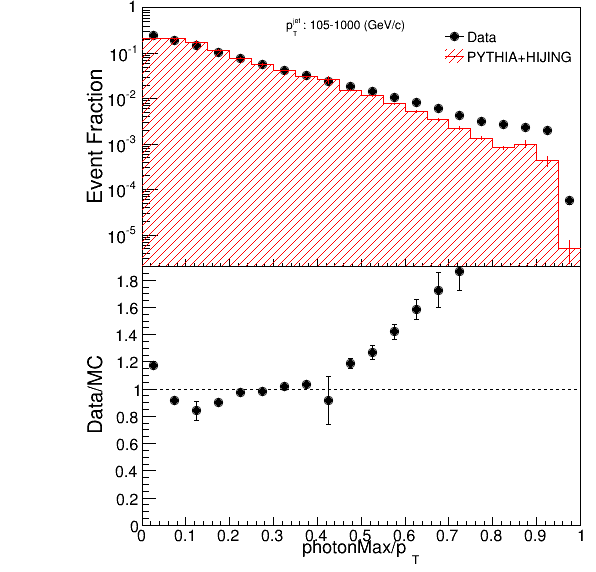 p_T^jet : 105-1000 (GeV/c)
Data
PYTHIA+HIJING
Event Fraction
1
10^-1
10^-2
10^-3
10^-4
10^-5
Data/MC
1.8
1.6
1.4
1.2
1
0.8
0.6
0.4
0.2
0
0 0.1 0.2 0.3 0.4 0.5 0.6 0.7 0.8 0.9 1
photonMax/p_T